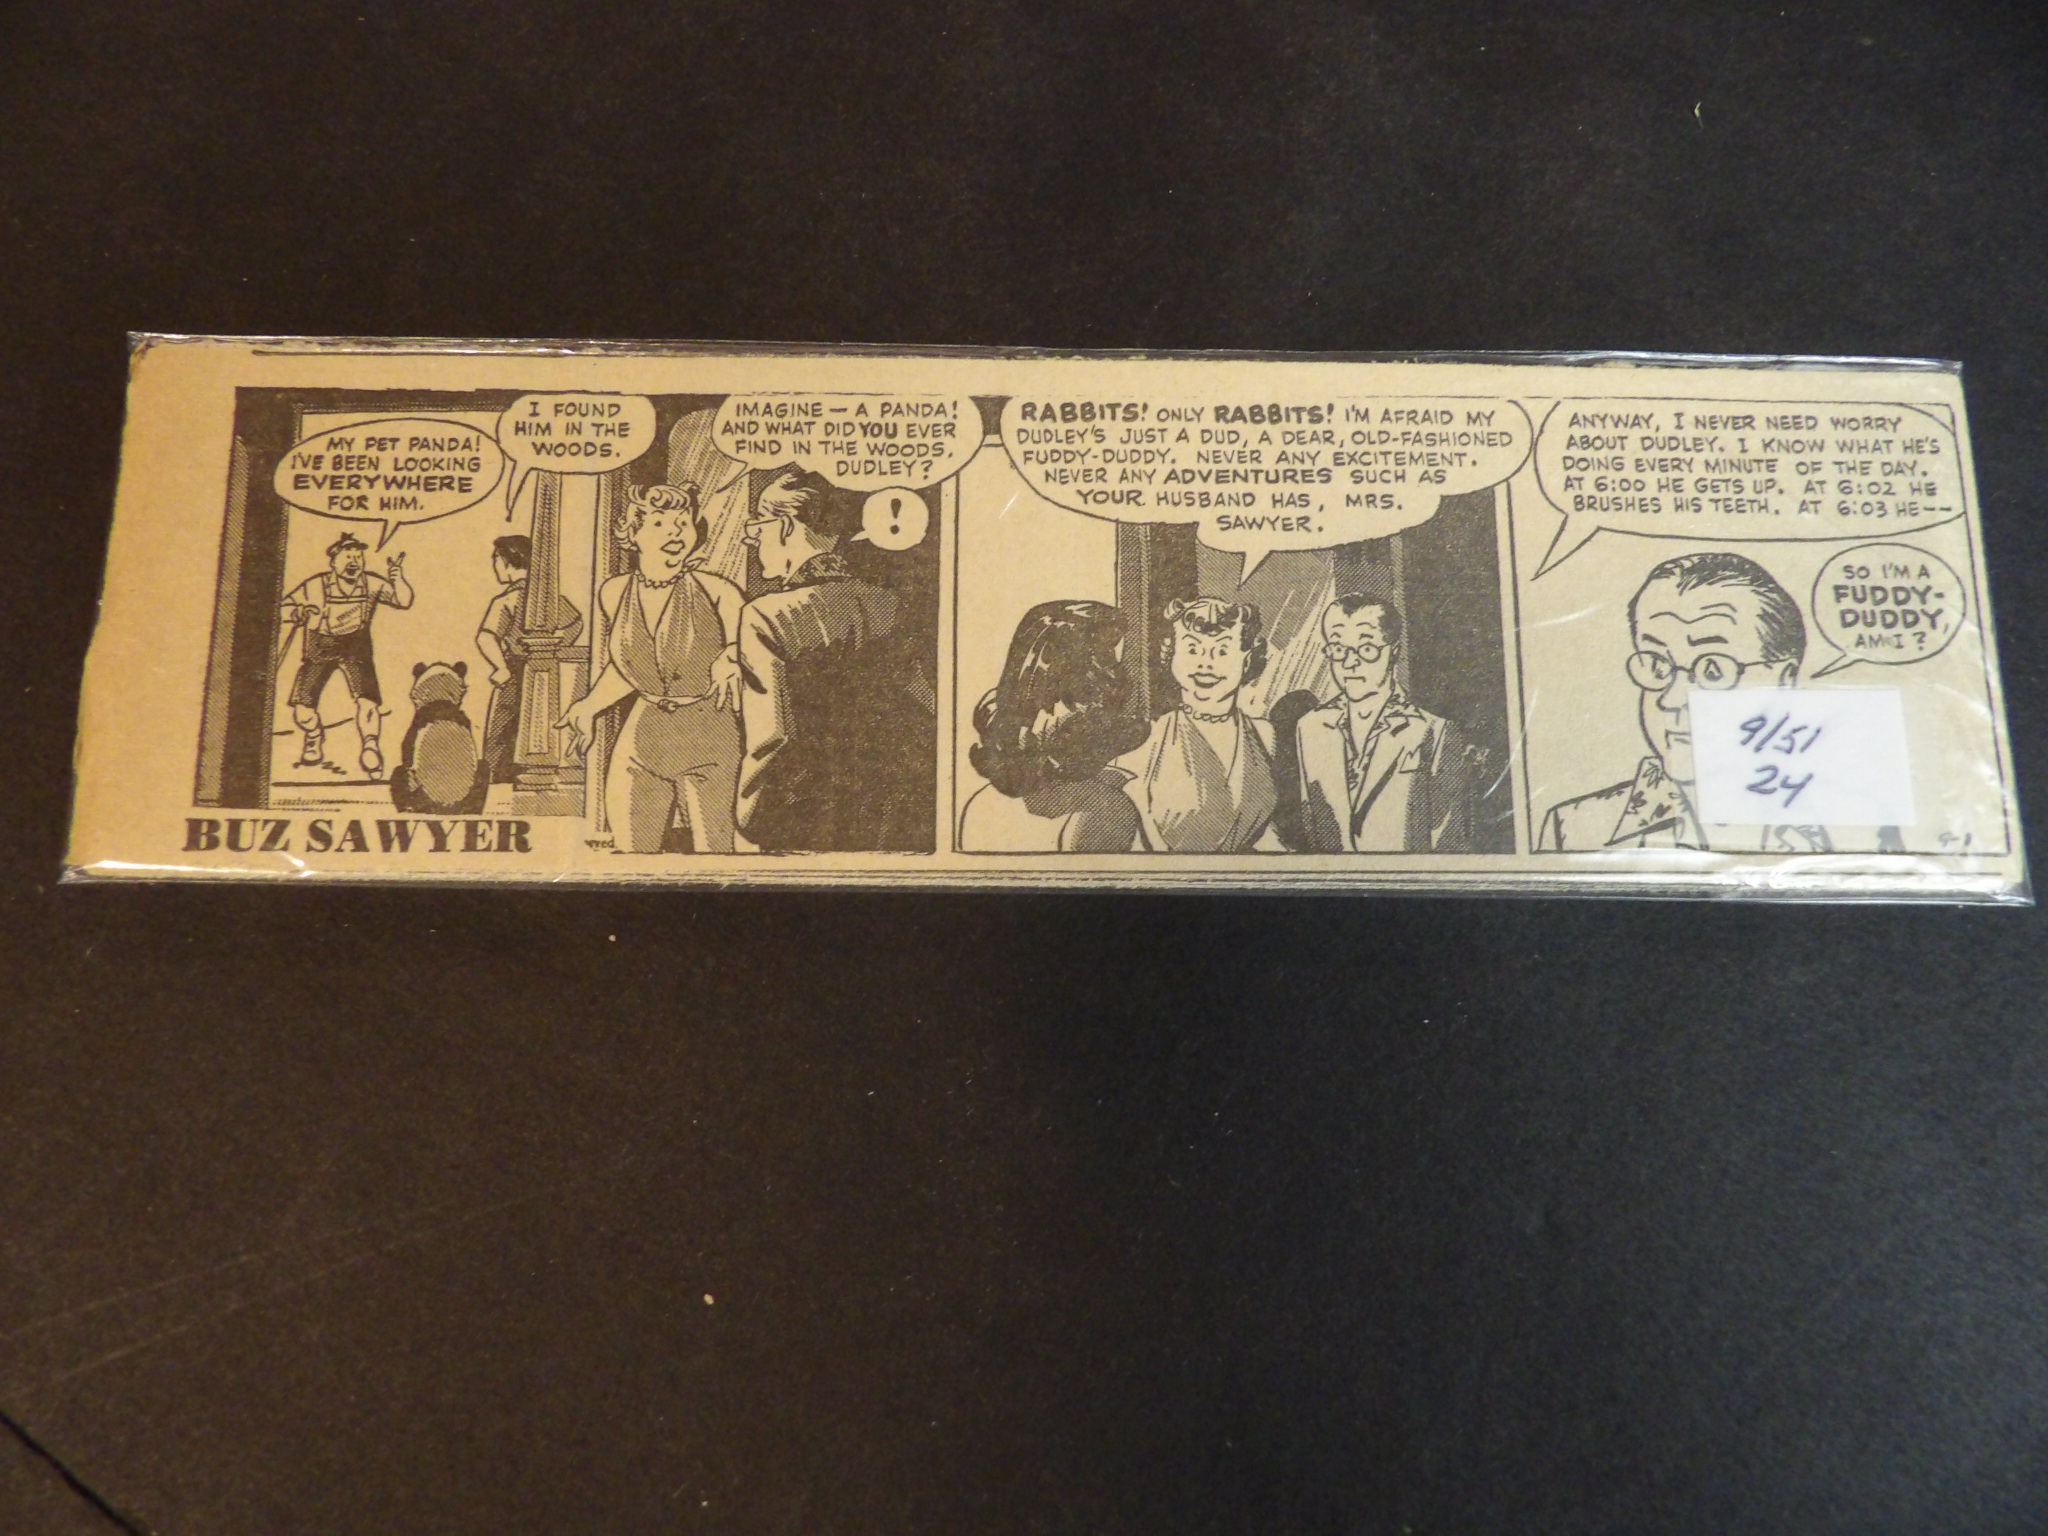 MY PET PANDA!
I'VE BEEN LOOKING
EVERYWHERE
FOR HIM.
I FOUND
HIM IN THE
WOODS.
IMAGINE — A PANDA!
AND WHAT DID YOU EVER
FIND IN THE WOODS,
DUDLEY?
!
BUZ SAWYER
RABBITS! ONLY RABBITS! I'M AFRAID MY
DUDLEY'S JUST A DUD, A DEAR, OLD-FASHIONED
FUDDY-DUDDY. NEVER ANY EXCITEMENT.
NEVER ANY ADVENTURES SUCH AS
YOUR HUSBAND HAS, MRS.
SAWYER.
ANYWAY, I NEVER NEED WORRY
ABOUT DUDLEY. I KNOW WHAT HE'S
DOING EVERY MINUTE OF THE DAY.
AT 6:00 HE GETS UP. AT 6:02 HE
BRUSHES HIS TEETH. AT 6:03 HE--
SO I'M A
FUDDY-
DUDDY,
AM I?
9/51
24